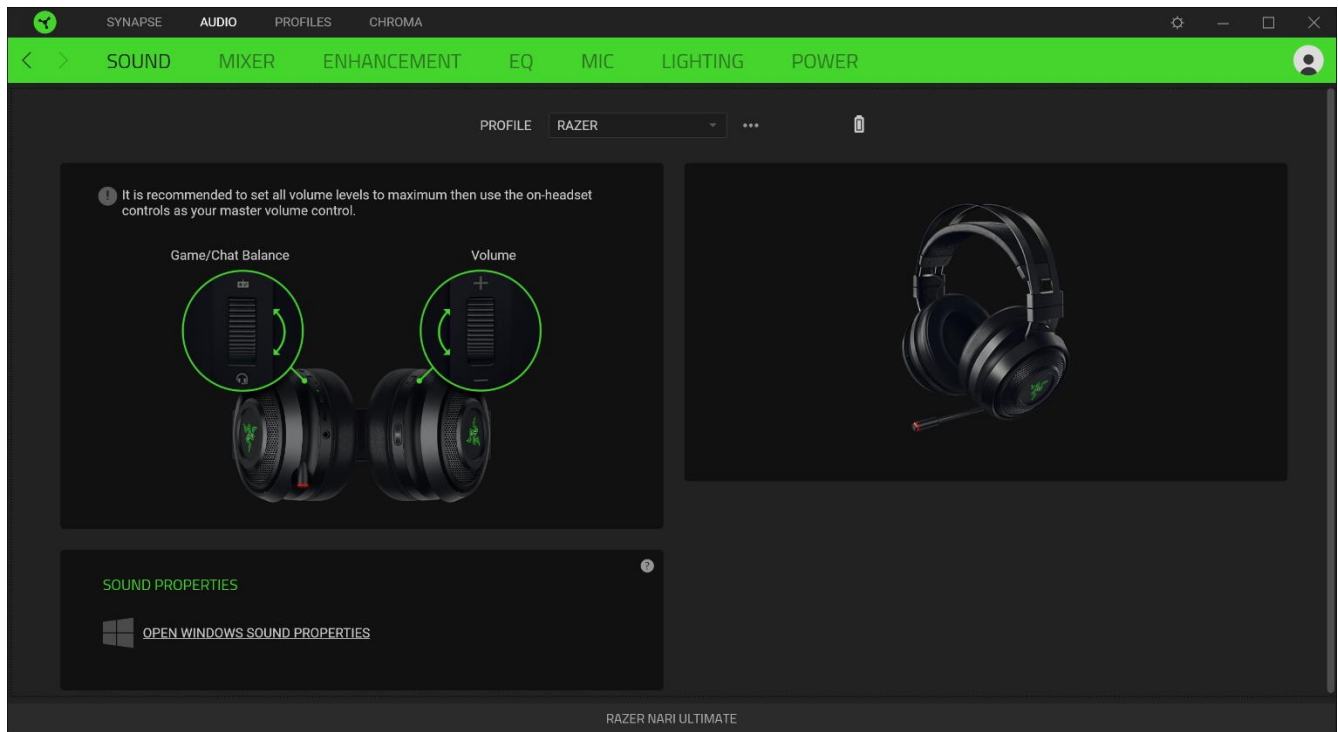 SYNAPSE AUDIO PROFILES CHROMA
SOUND MIXER ENHANCEMENT EQ MIC LIGHTING POWER
PROFILE RAZER
It is recommended to set all volume levels to maximum then use the on-headset
controls as your master volume control.
Game/Chat Balance
Volume
SOUND PROPERTIES
OPEN WINDOWS SOUND PROPERTIES
RAZER NARI ULTIMATE